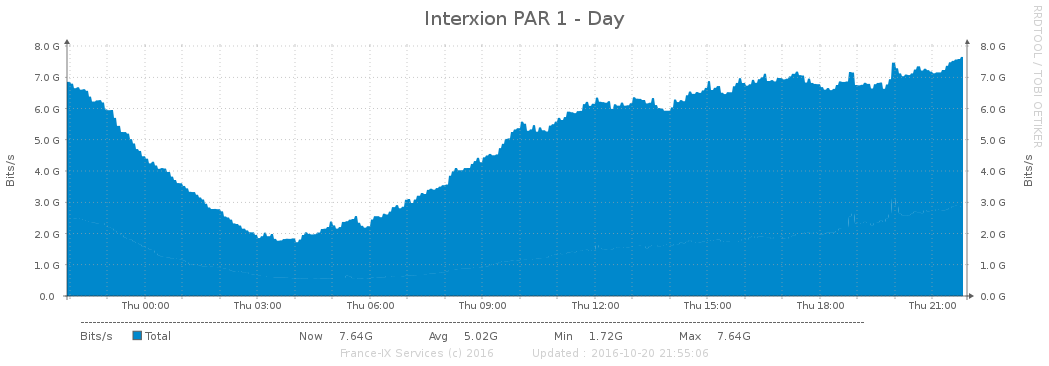 Interxion PAR 1 - Day
RRDTOOL / TOBI OETIKER
Bits/s
8.0 G 8.0 G
7.0 G 7.0 G
6.0 G 6.0 G
5.0 G 5.0 G
4.0 G 4.0 G
3.0 G 3.0 G
2.0 G 2.0 G
1.0 G 1.0 G
0.0 0.0 G
Bits/s
Thu 00:00 Thu 03:00 Thu 06:00 Thu 09:00 Thu 12:00 Thu 15:00 Thu 18:00 Thu 21:00
Bits/s Total Now 7.64G Avg 5.02G Min 1.72G Max 7.64G
France-IX Services (c) 2016 Updated : 2016-10-20 21:55:06